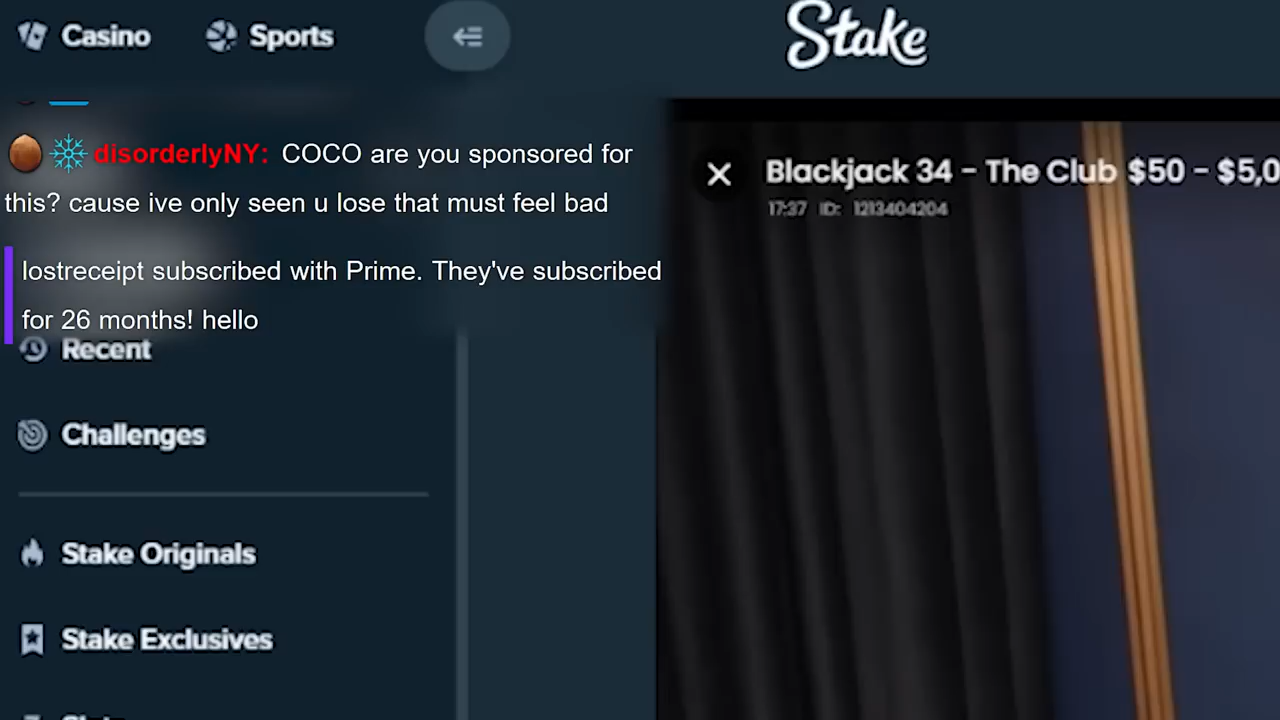 Casino Sports Stake
disorderlyNY: COCO are you sponsored for
this? cause ive only seen u lose that must feel bad
lostreceipt subscribed with Prime. They've subscribed
for 26 months! hello
Recent
Challenges
Stake Originals
Stake Exclusives
Blackjack 34 - The Club $50 - $5,0
17:37 ID: 1213404204